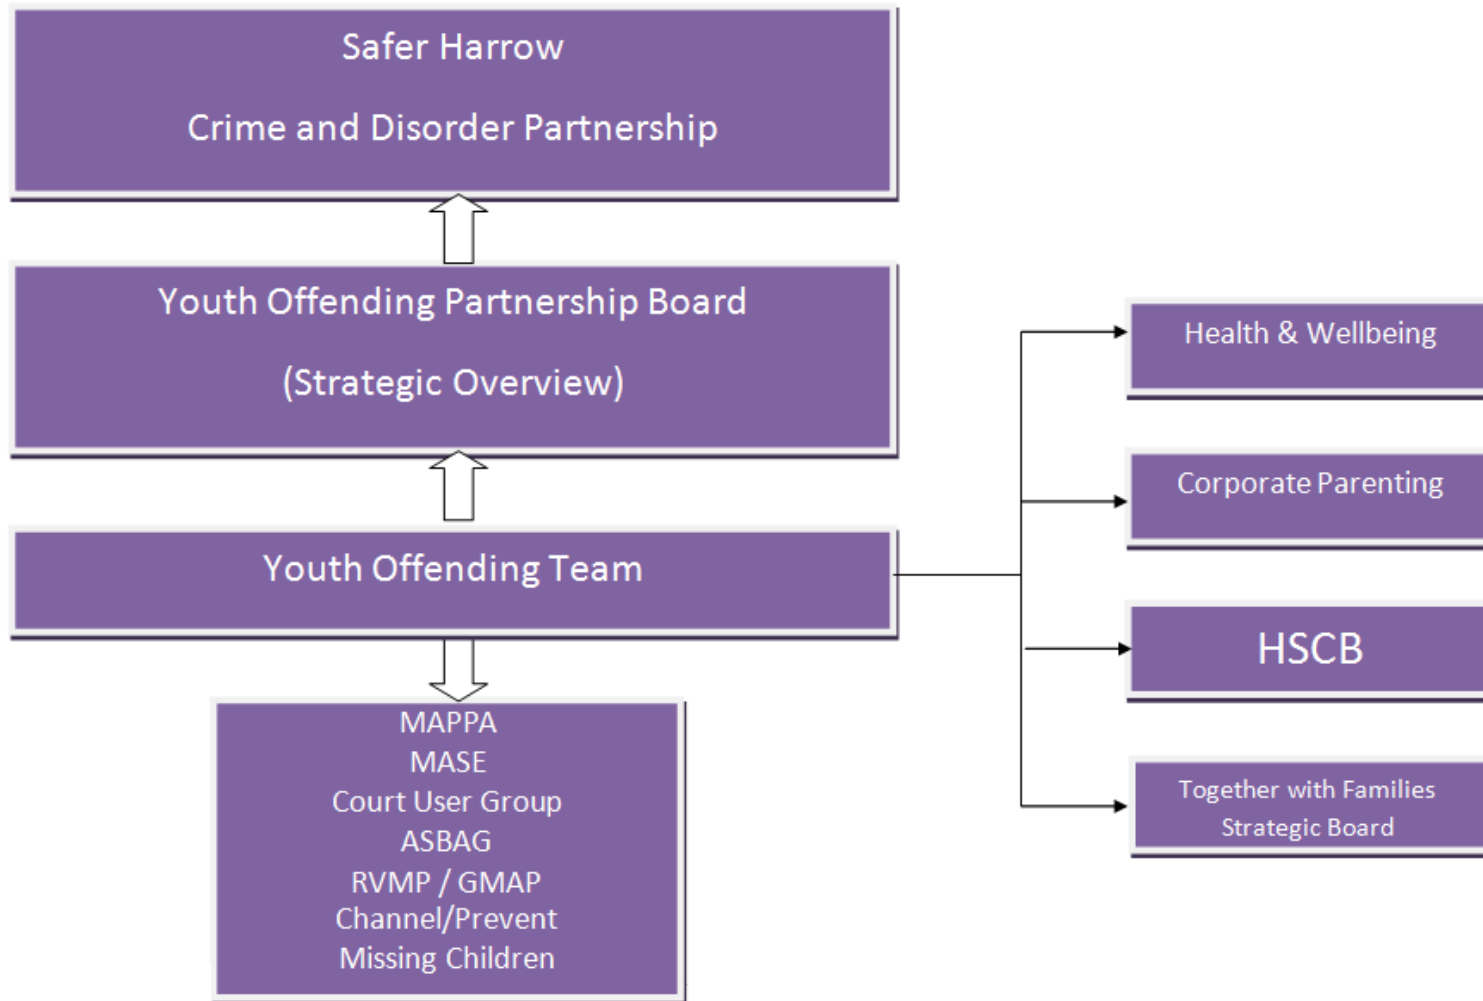 Safer Harrow
Crime and Disorder Partnership
Youth Offending Partnership Board
(Strategic Overview)
Youth Offending Team
MAPPA
MASE
Court User Group
ASBAG
RVMP / GMAP
Channel/Prevent
Missing Children
Health & Wellbeing
Corporate Parenting
HSCB
Together with Families
Strategic Board